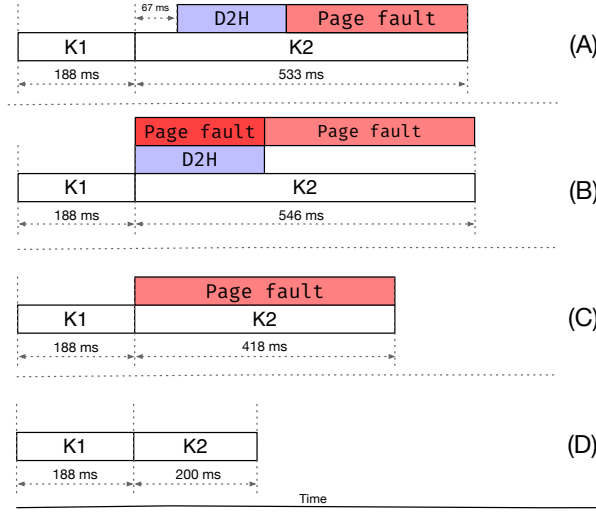 67 ms
D2H Page fault
K1 K2 (A)
188 ms 533 ms
Page fault Page fault
D2H
K1 K2 (B)
188 ms 546 ms
Page fault
K1 K2 (C)
188 ms 418 ms
K1 K2 (D)
188 ms 200 ms
Time